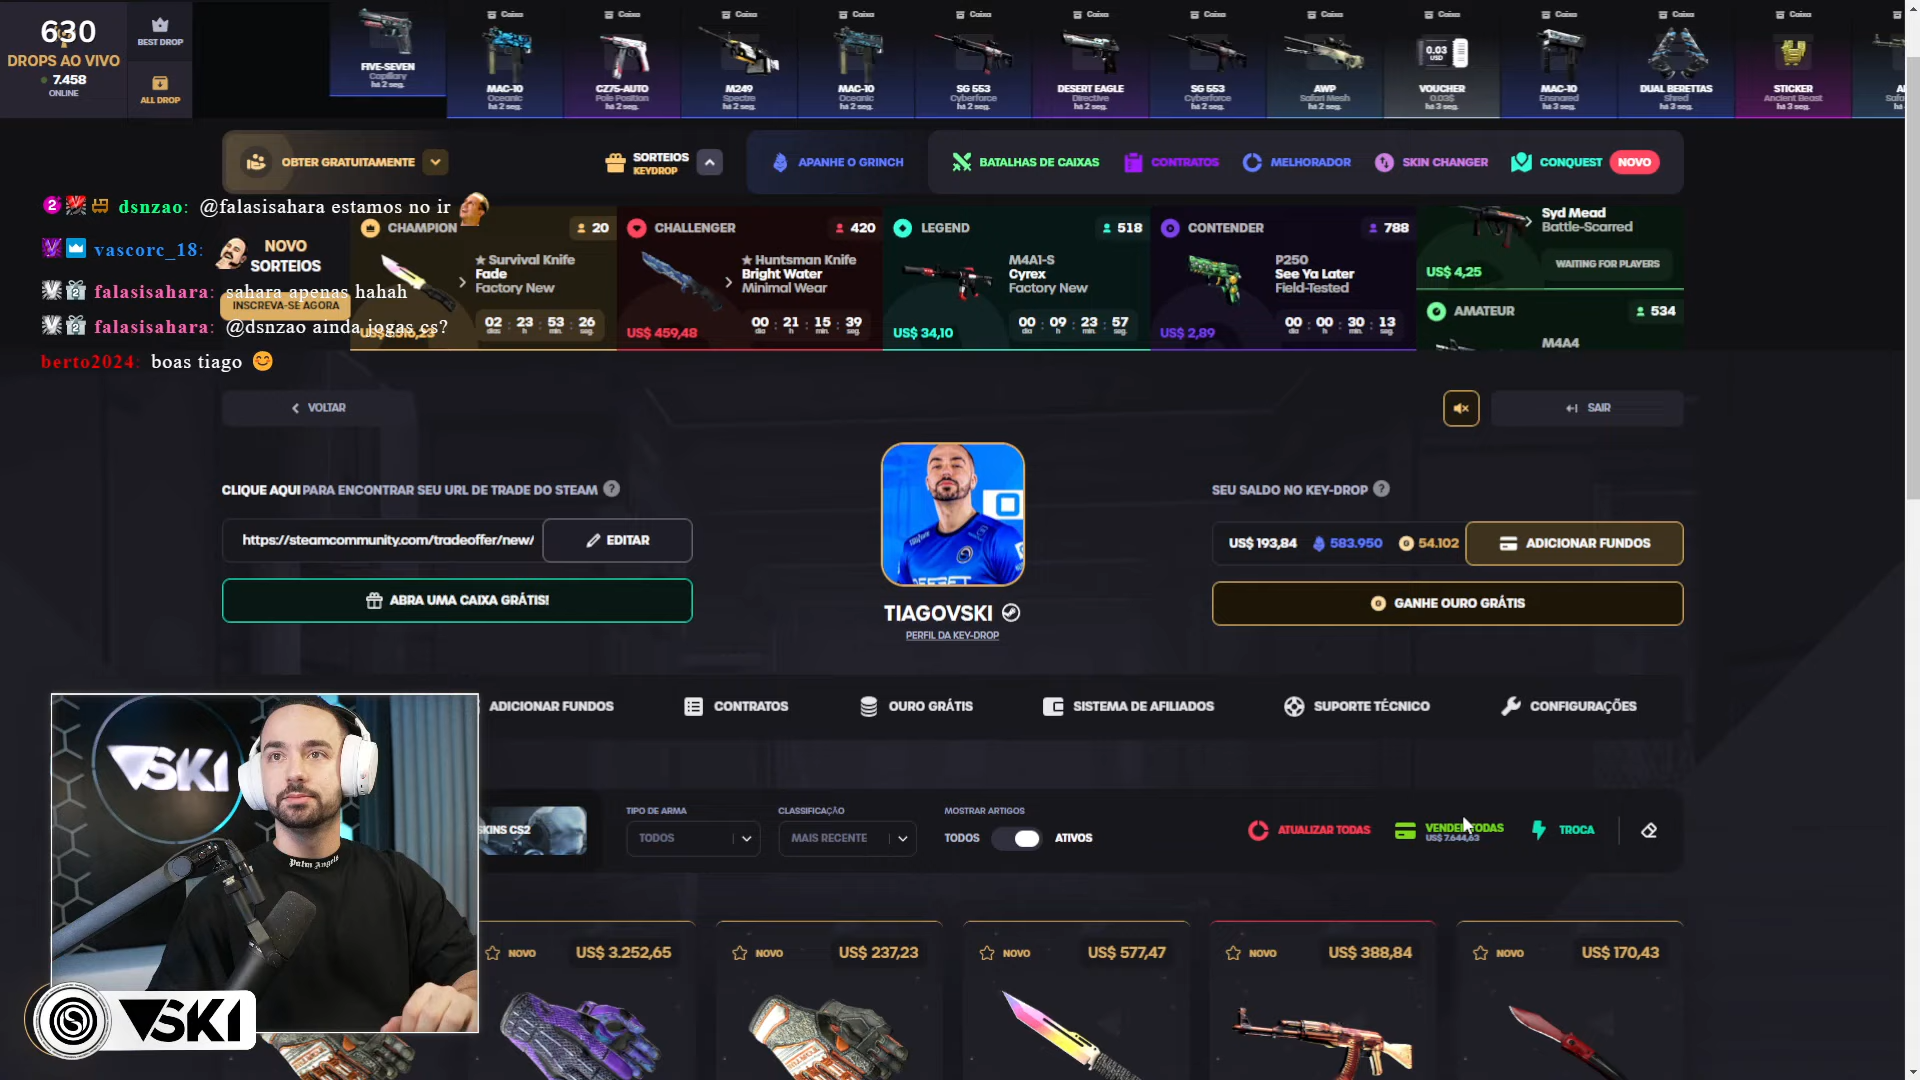 630
DROPS AO VIVO
7.458
ONLINE
BEST DROP
ALL DROP
FIVE-SEVEN
Capillary
há 2 seg.
Caixa
MAC-10
Oceanic
há 2 seg.
Caixa
CZ75-AUTO
Pole Position
há 2 seg.
Caixa
M249
Spectre
há 2 seg.
Caixa
MAC-10
Oceanic
há 2 seg.
Caixa
SG 553
Cyberforce
há 2 seg.
Caixa
DESERT EAGLE
Directive
há 2 seg.
Caixa
SG 553
Cyberforce
há 2 seg.
Caixa
AWP
Safari Mesh
há 2 seg.
Caixa
0.03
USD
VOUCHER
0.03$
há 3 seg.
Caixa
MAC-10
Ensnared
há 3 seg.
Caixa
DUAL BERETTAS
Shred
há 3 seg.
Caixa
STICKER
Ancient Beast
há 3 seg.
OBTER GRATUITAMENTE
SORTEIOS
KEYDROP
APANHE O GRINCH
BATALHAS DE CAIXAS
CONTRATOS
MELHORADOR
SKIN CHANGER
CONQUEST
NOVO
2 dsnzao: @falasisahara estamos no ir
vascorc_18:
falasisahara: sahara apenas hahah
falasisahara: @dsnzao ainda jogas cs?
berto2024: boas tiago
NOVO
SORTEIOS
INSCREVA-SE AGORA
CHAMPION
20
★ Survival Knife
Fade
Factory New
02 : 23 : 53 : 26
dias h min. seg.
CHALLENGER
420
★ Huntsman Knife
Bright Water
Minimal Wear
US$ 459,48
00 : 21 : 15 : 39
dia h min. seg.
LEGEND
518
M4A1-S
Cyrex
Factory New
US$ 34,10
00 : 09 : 23 : 57
dia h min. seg.
CONTENDER
788
P250
See Ya Later
Field-Tested
US$ 2,89
00 : 00 : 30 : 13
dia h min. seg.
Syd Mead
Battle-Scarred
US$ 4,25
WAITING FOR PLAYERS
AMATEUR
534
M4A4
VOLTAR
SAIR
CLIQUE AQUI PARA ENCONTRAR SEU URL DE TRADE DO STEAM ?
https://steamcommunity.com/tradeoffer/new/
EDITAR
ABRA UMA CAIXA GRÁTIS!
TIAGOVSKI
PERFIL DA KEY-DROP
SEU SALDO NO KEY-DROP ?
US$ 193,84
583.950
54.102
ADICIONAR FUNDOS
GANHE OURO GRÁTIS
ADICIONAR FUNDOS
CONTRATOS
OURO GRÁTIS
SISTEMA DE AFILIADOS
SUPORTE TÉCNICO
CONFIGURAÇÕES
SKINS CS2
TIPO DE ARMA
TODOS
CLASSIFICAÇÃO
MAIS RECENTE
MOSTRAR ARTIGOS
TODOS
ATIVOS
ATUALIZAR TODAS
VENDER TODAS
US$ 7.644,63
TROCA
NOVO
US$ 3.252,65
NOVO
US$ 237,23
NOVO
US$ 577,47
NOVO
US$ 388,84
NOVO
US$ 170,43
VSKI
Palm Angels
VSKI